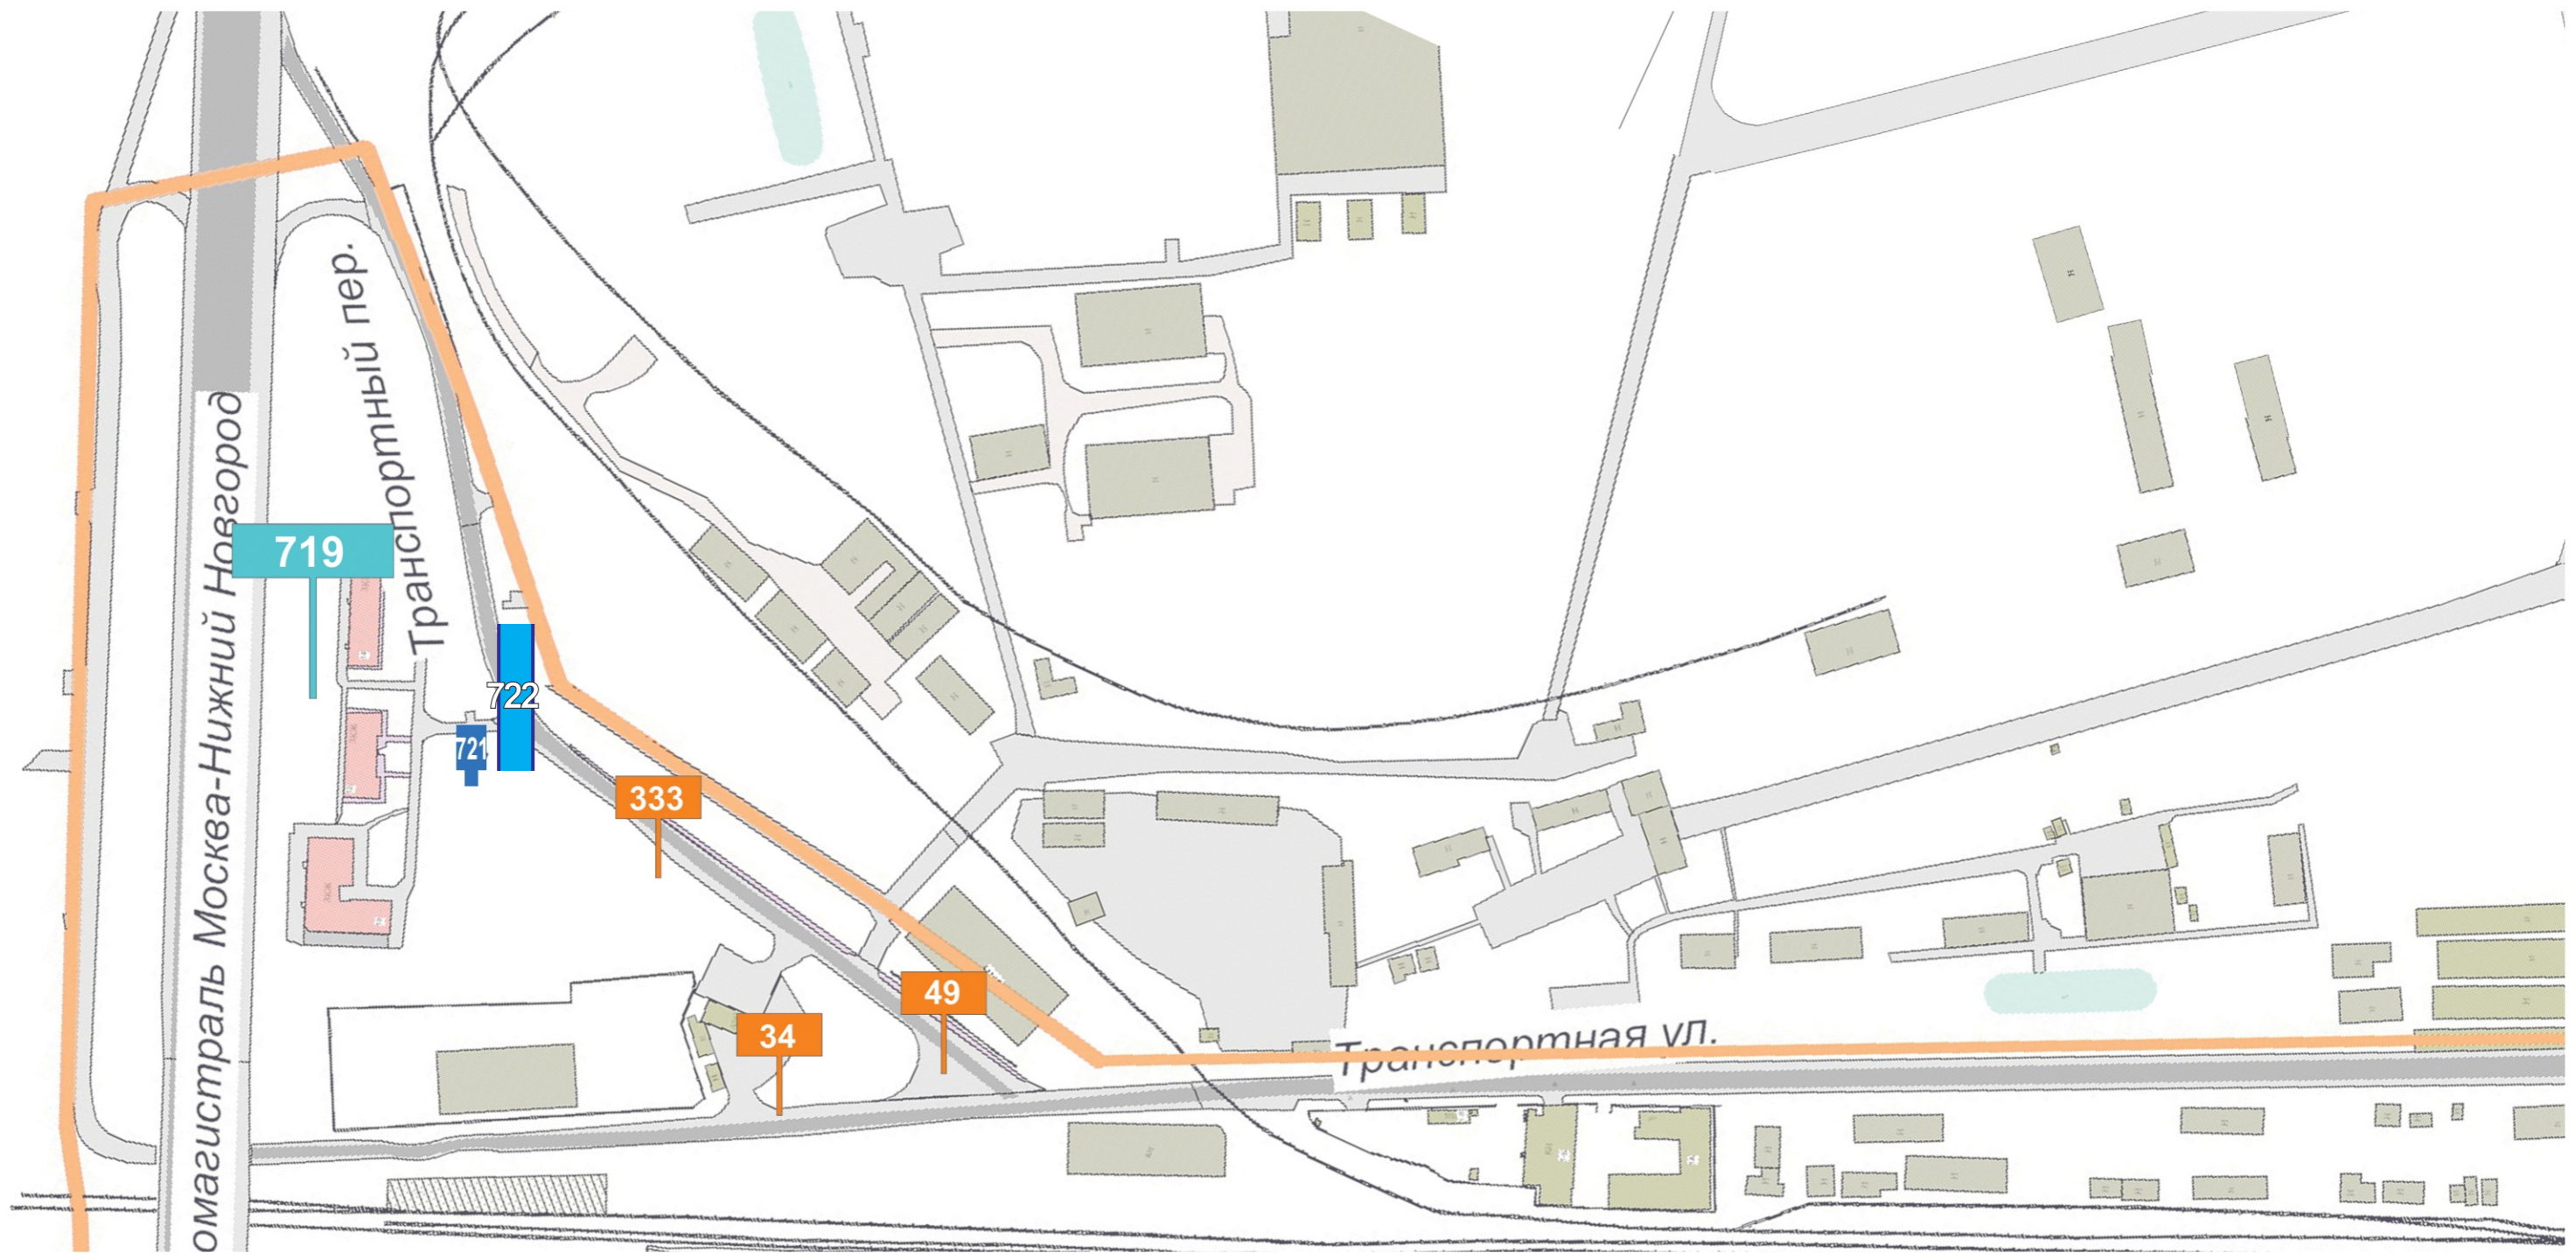 Транспортный пер.
омагистраль Москва-Нижний Новгород
719
722
721
333
49
34
Транспортная ул.